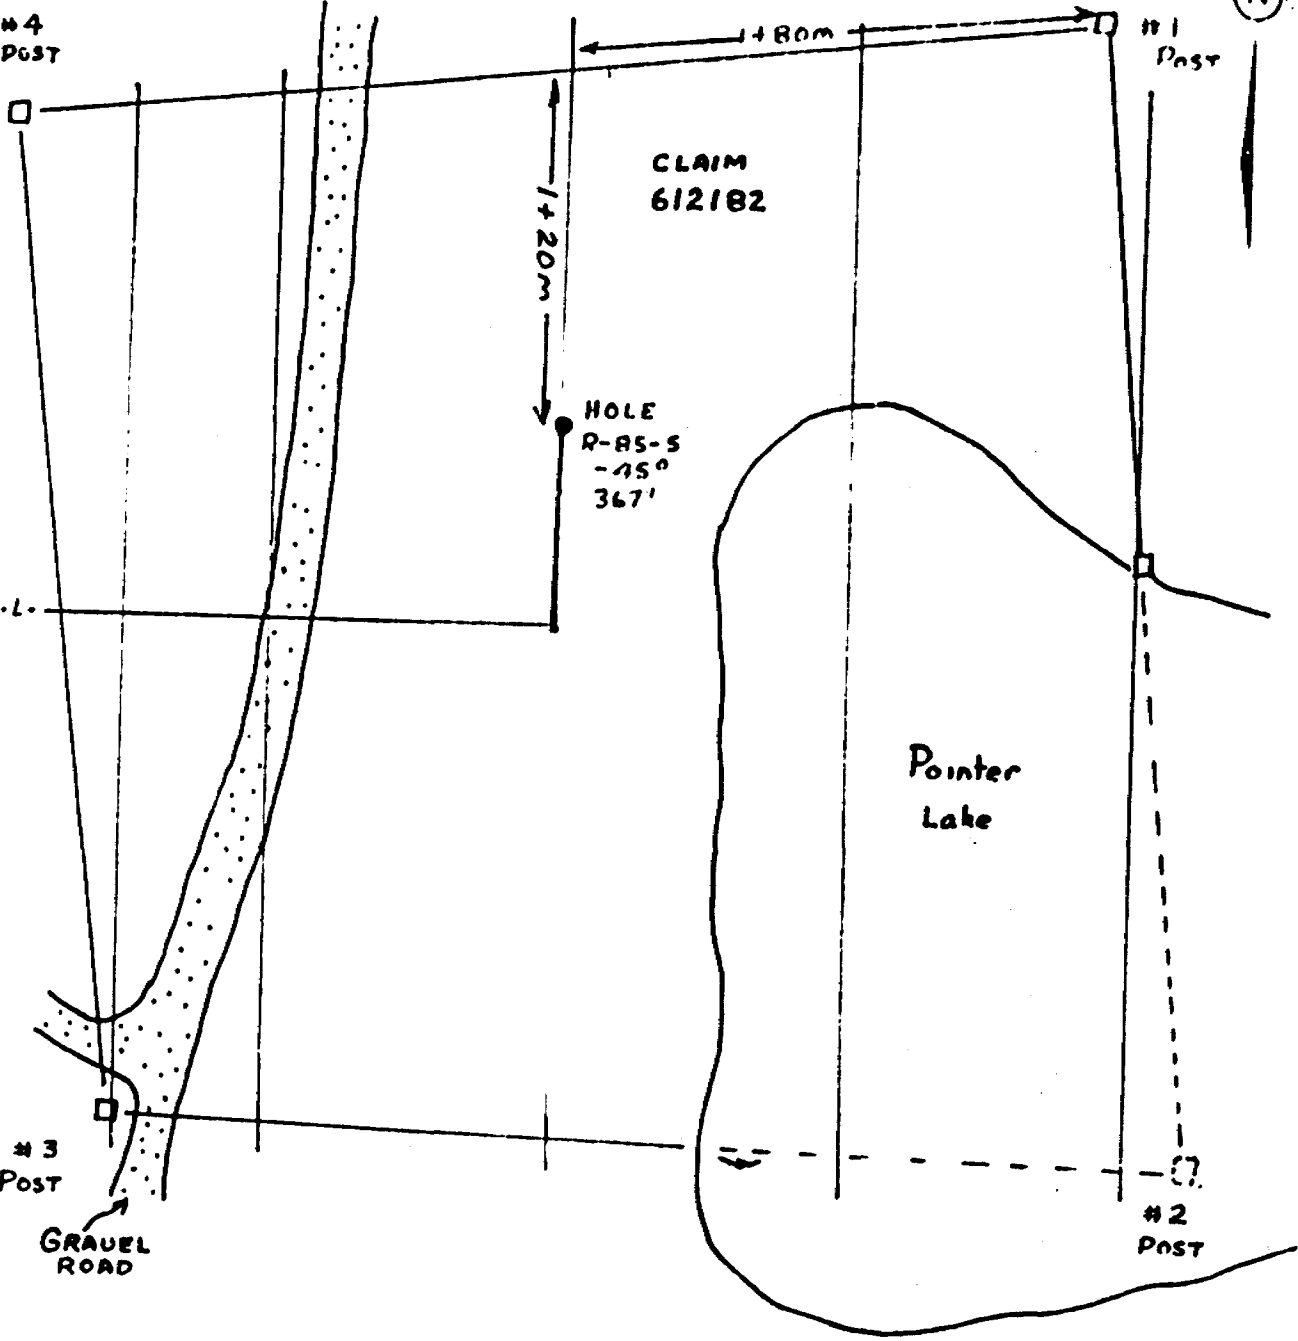 #4
POST
1+80m
#1
Post
N
CLAIM
612182
1+20m
HOLE
R-85-5
-45°
367'
.L.
Pointer
Lake
#3
POST
GRAVEL
ROAD
#2
POST